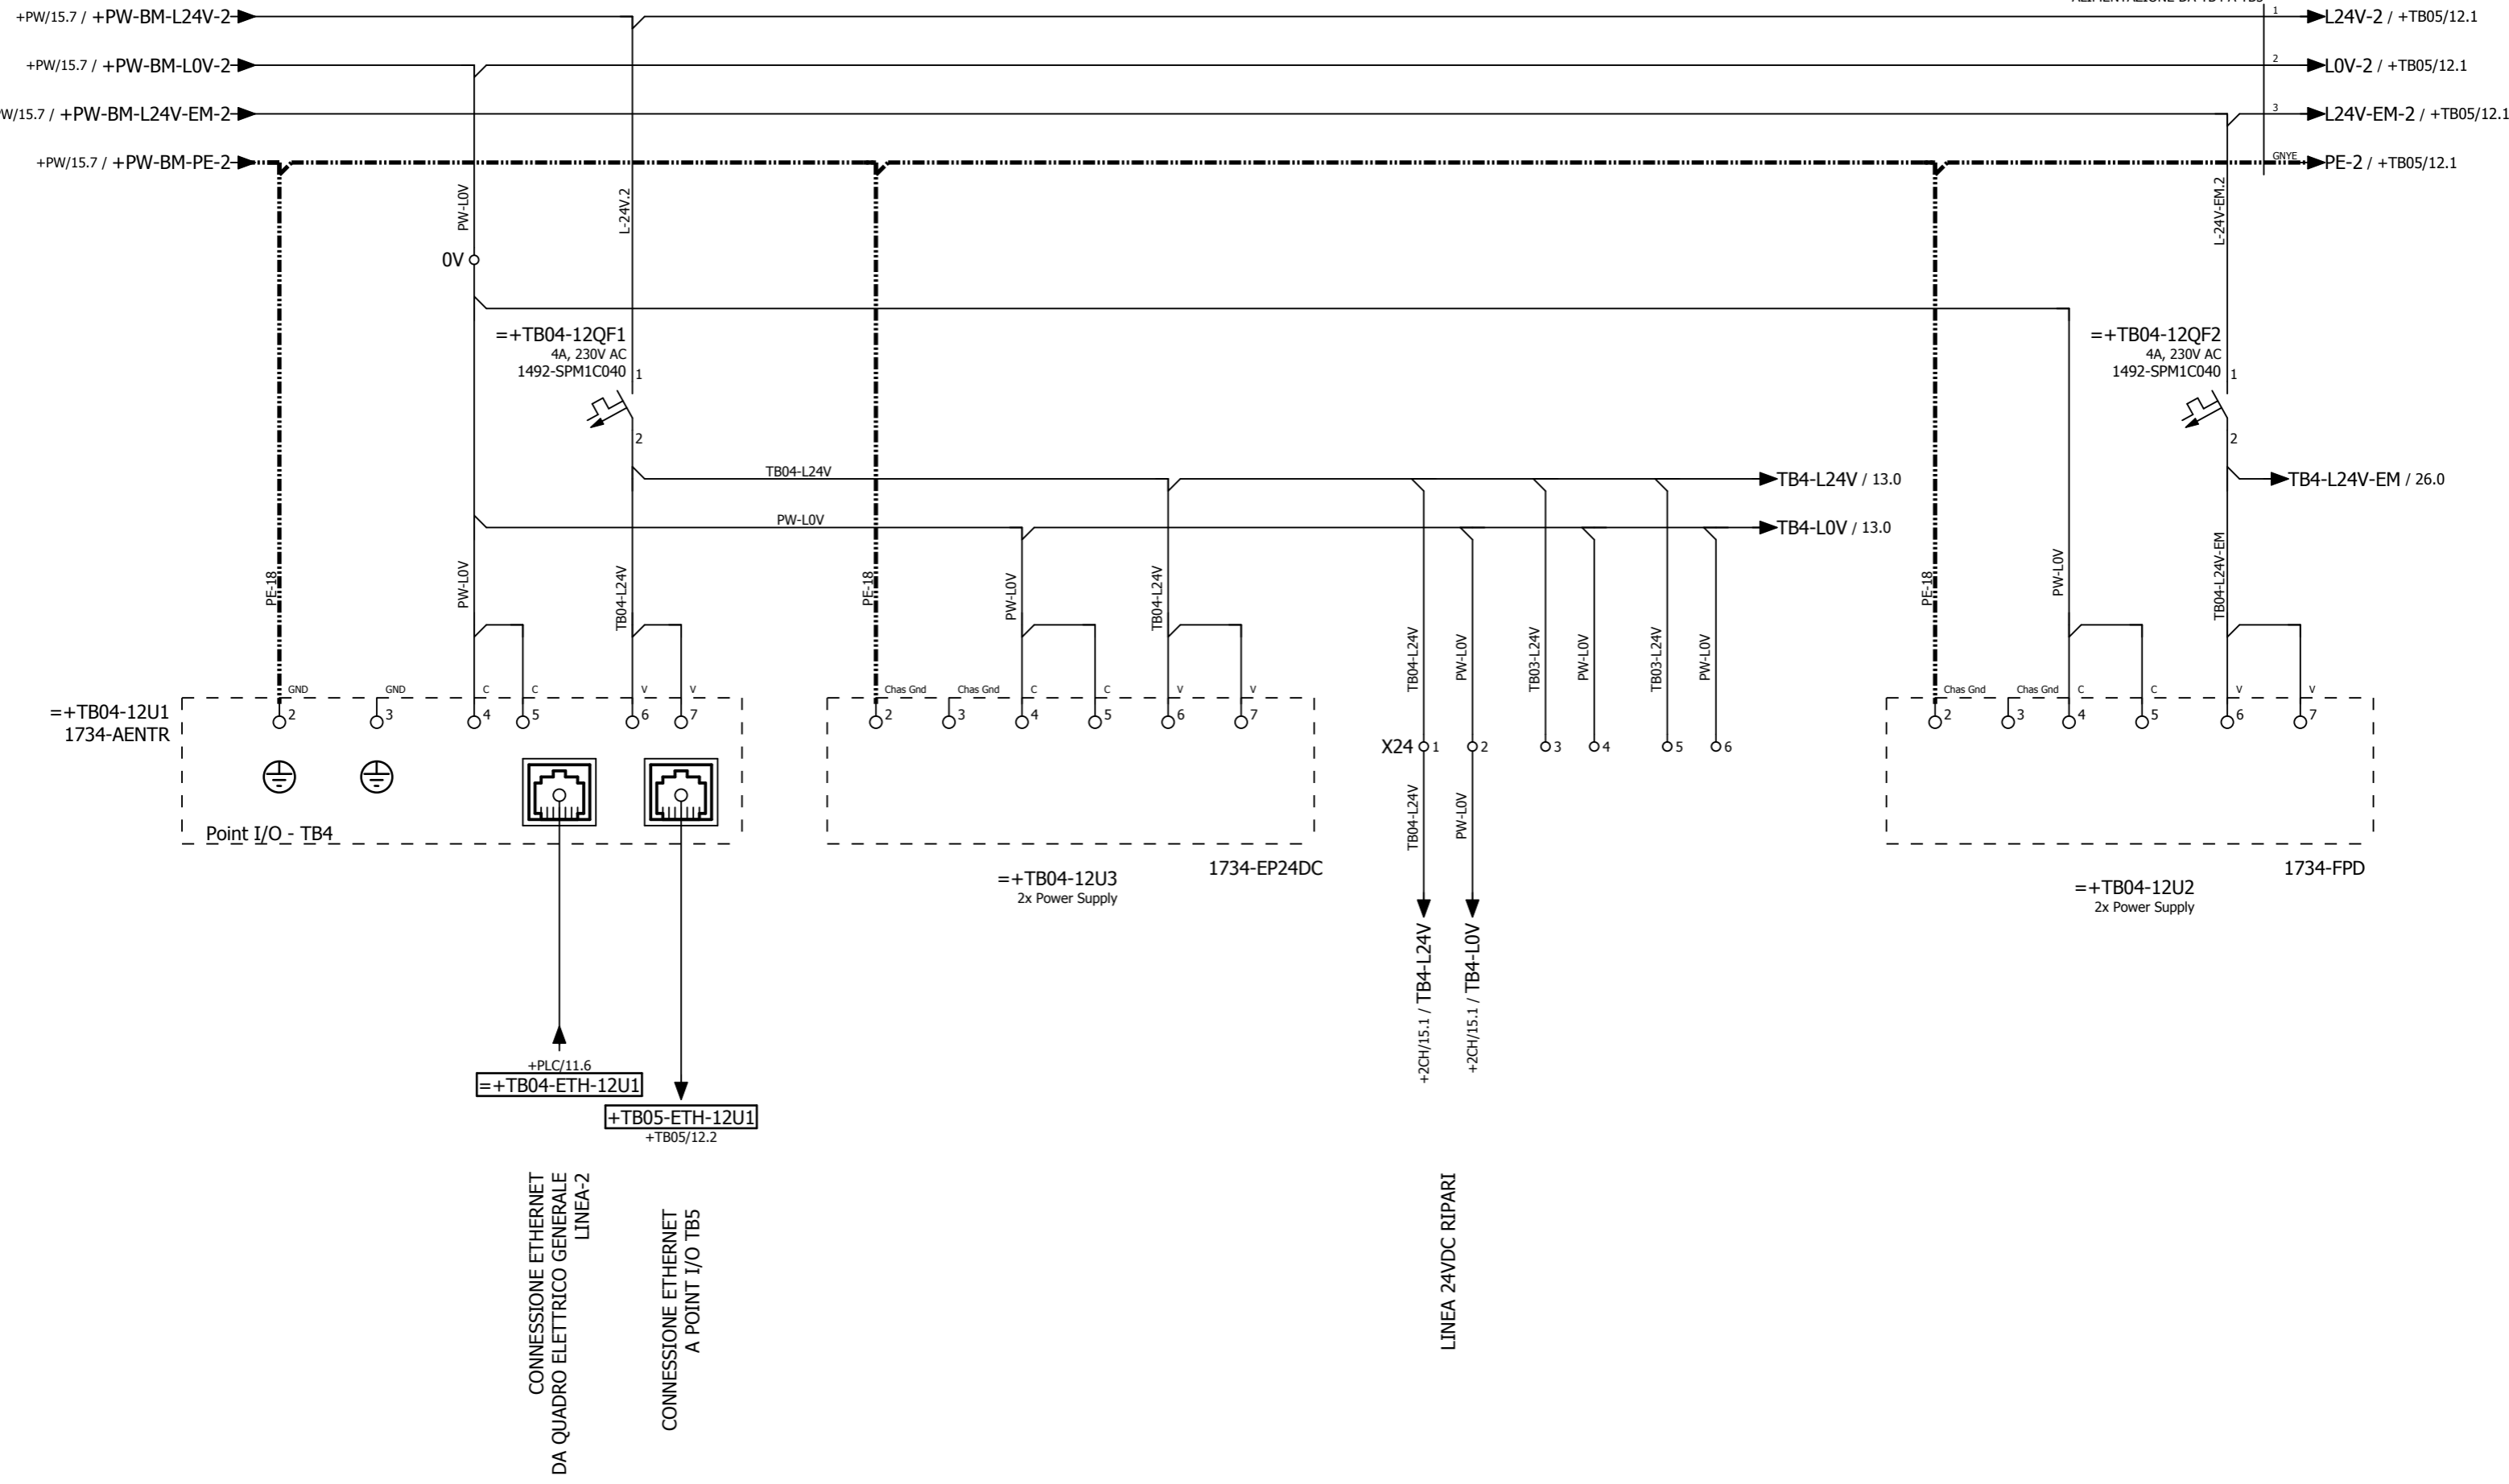 +PW/15.7 / +PW-BM-L24V-2
1
L24V-2 / +TB05/12.1
+PW/15.7 / +PW-BM-L0V-2
2
L0V-2 / +TB05/12.1
W/15.7 / +PW-BM-L24V-EM-2
3
L24V-EM-2 / +TB05/12.1
+PW/15.7 / +PW-BM-PE-2
GNYE
PE-2 / +TB05/12.1
PW-L0V
L-24V.2
L-24V-EM.2
0V
=+TB04-12QF1
4A, 230V AC
1492-SPM1C040
1
2
=+TB04-12QF2
4A, 230V AC
1492-SPM1C040
1
2
TB04-L24V
TB4-L24V / 13.0
TB4-L24V-EM / 26.0
PW-L0V
TB4-L0V / 13.0
PE-18
PW-L0V
TB04-L24V
PE-18
PW-L0V
TB04-L24V
TB04-L24V
PW-L0V
TB03-L24V
PW-L0V
TB03-L24V
PW-L0V
PE-18
PW-L0V
TB04-L24V-EM
=+TB04-12U1
1734-AENTR
GND
GND
C
C
V
V
2
3
4
5
6
7
Point I/O - TB4
Chas Gnd
Chas Gnd
C
C
V
V
2
3
4
5
6
7
1734-EP24DC
=+TB04-12U3
2x Power Supply
X24
1
2
3
4
5
6
TB04-L24V
PW-L0V
+2CH/15.1 / TB4-L24V
+2CH/15.1 / TB4-L0V
Chas Gnd
Chas Gnd
C
C
V
V
2
3
4
5
6
7
1734-FPD
=+TB04-12U2
2x Power Supply
+PLC/11.6
=+TB04-ETH-12U1
+TB05-ETH-12U1
+TB05/12.2
CONNESSIONE ETHERNET
DA QUADRO ELETTRICO GENERALE
LINEA-2
CONNESSIONE ETHERNET
A POINT I/O TB5
LINEA 24VDC RIPARI